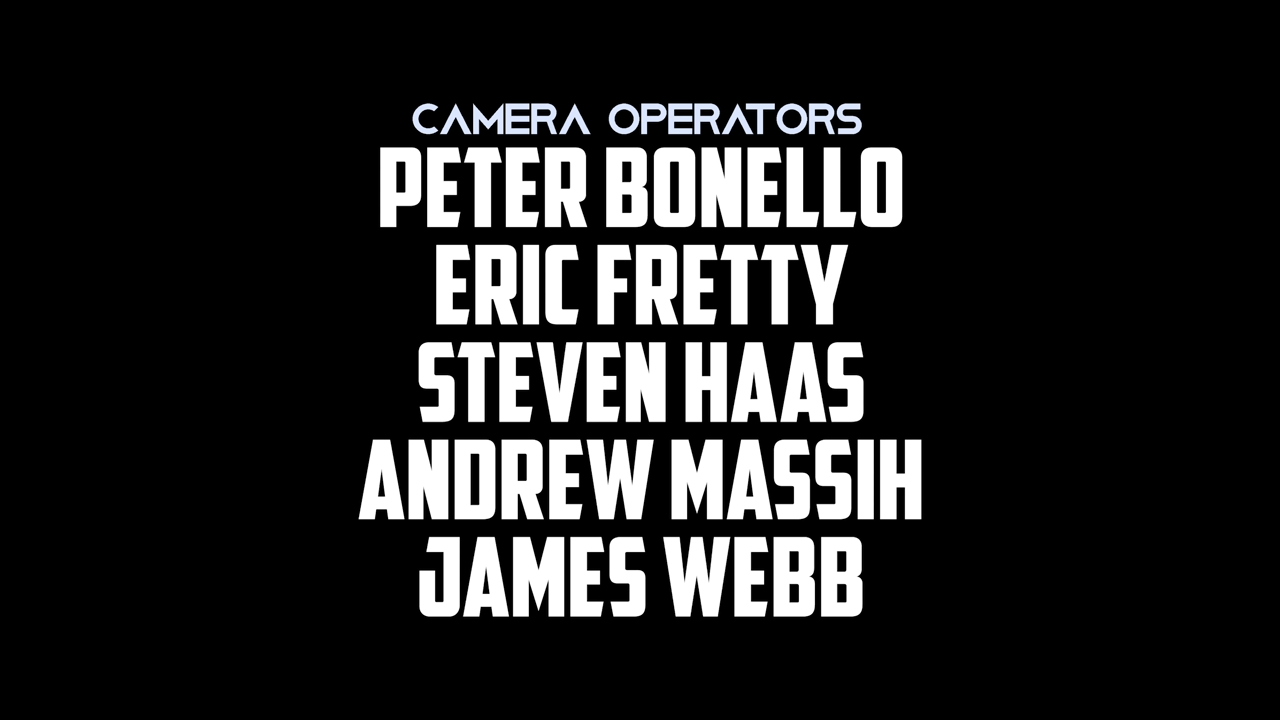 CAMERA OPERATORS
PETER BONELLO
ERIC FRETTY
STEVEN HAAS
ANDREW MASSIH
JAMES WEBB